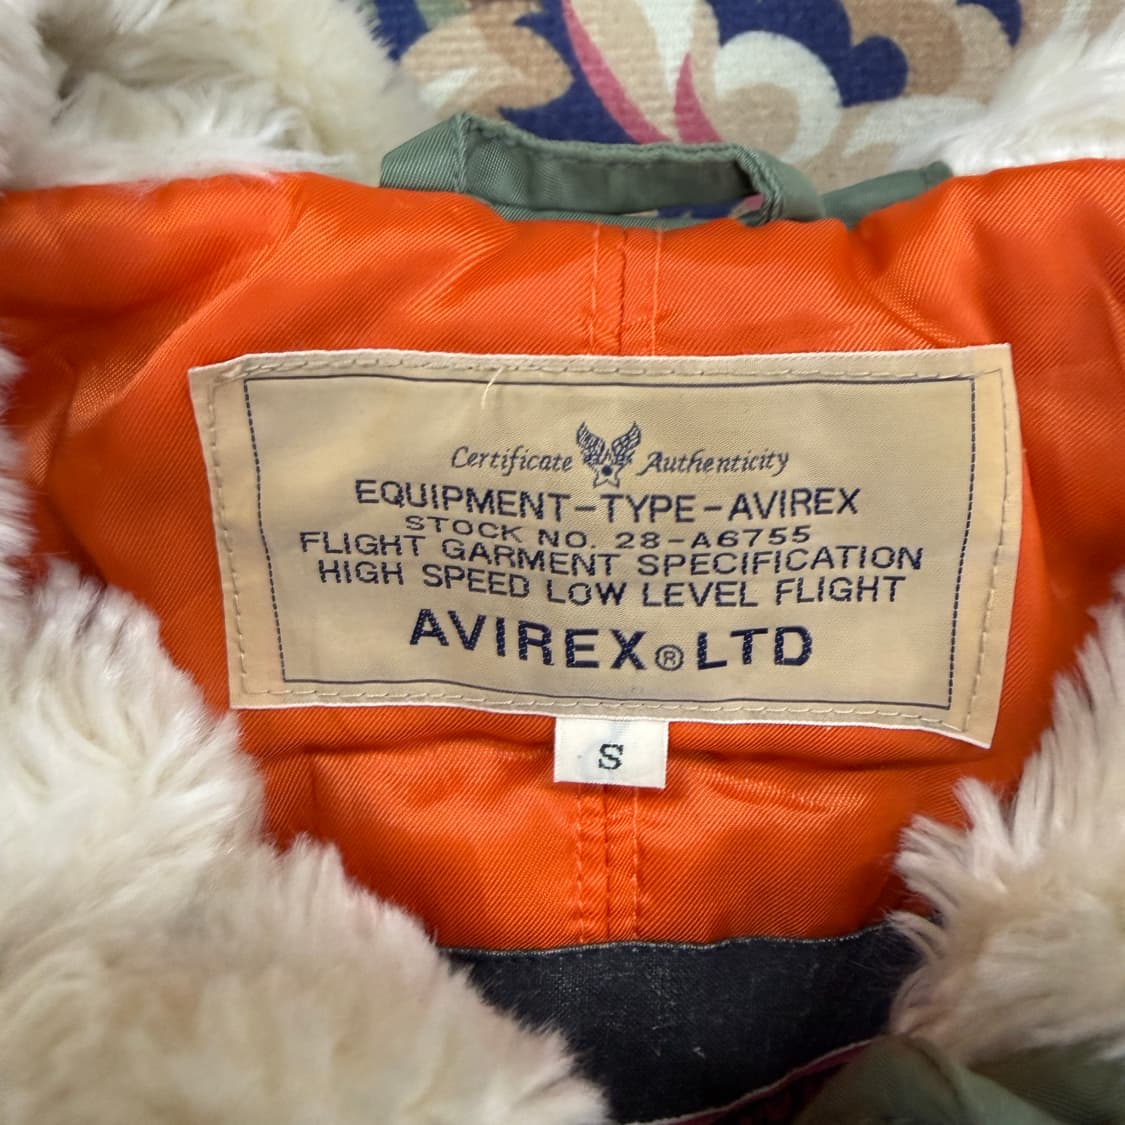 Certificate Authenticity
EQUIPMENT-TYPE-AVIREX
STOCK NO. 28-A6755
FLIGHT GARMENT SPECIFICATION
HIGH SPEED LOW LEVEL FLIGHT
AVIREX® LTD
S